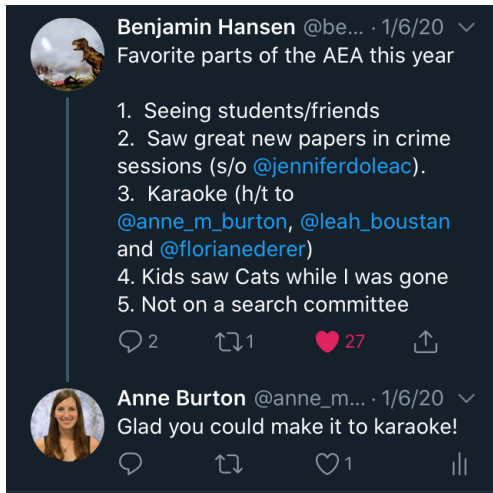 Benjamin Hansen @be... · 1/6/20
Favorite parts of the AEA this year
1. Seeing students/friends
2. Saw great new papers in crime
sessions (s/o @jenniferdoleac).
3. Karaoke (h/t to
@anne_m_burton, @leah_boustan
and @florianederer)
4. Kids saw Cats while I was gone
5. Not on a search committee
2 1 27
Anne Burton @anne_m... · 1/6/20
Glad you could make it to karaoke!
1